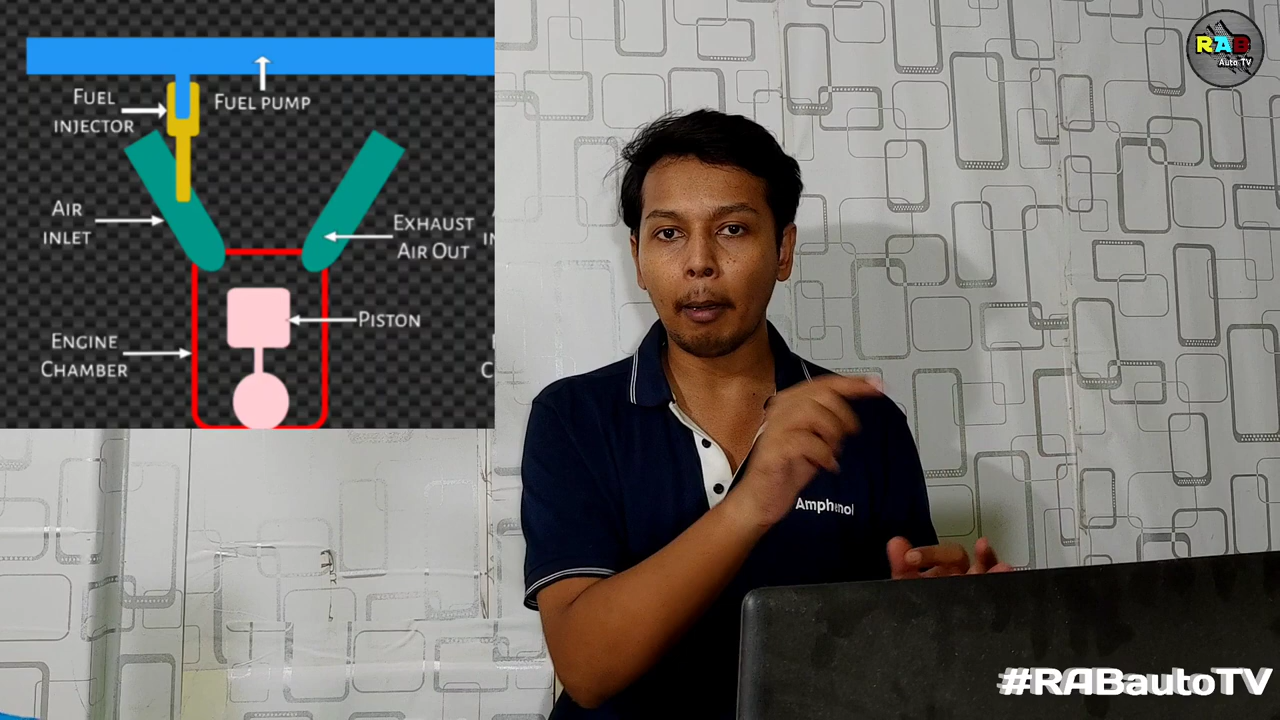 FUEL
INJECTOR
FUEL PUMP
AIR
INLET
EXHAUST
AIR OUT
PISTON
ENGINE
CHAMBER
RAB
Auto TV
Amphenol
#RABautoTV